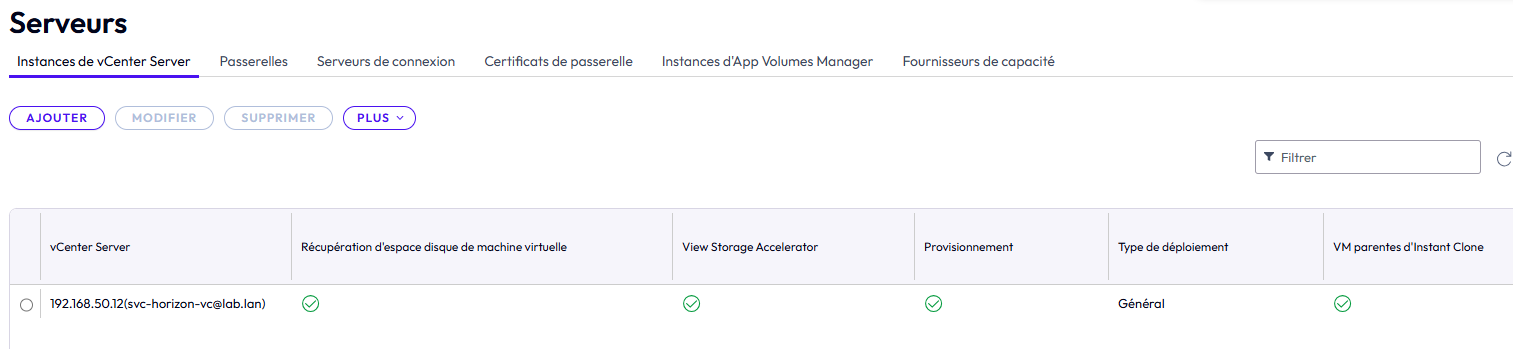 Serveurs
Instances de vCenter Server Passerelles Serveurs de connexion Certificats de passerelle Instances d'App Volumes Manager Fournisseurs de capacité
AJOUTER MODIFIER SUPPRIMER PLUS
Filtrer
vCenter Server Récupération d'espace disque de machine virtuelle View Storage Accelerator Provisionnement Type de déploiement VM parentes d'Instant Clone
192.168.50.12(svc-horizon-vc@lab.lan) Général